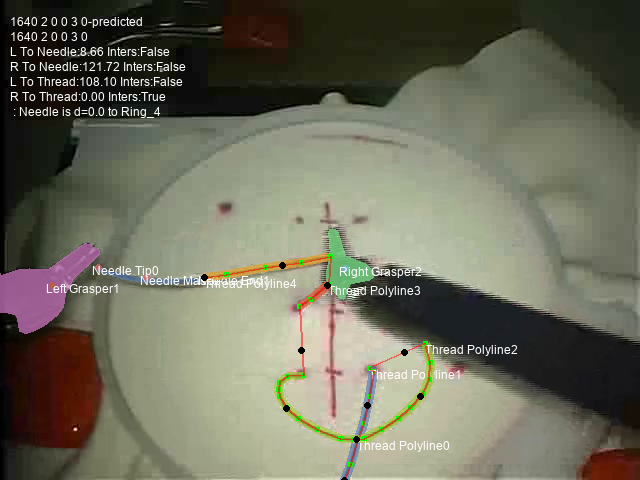 1640 2 0 0 3 0-predicted
1640 2 0 0 3 0
L To Needle:8.66 Inters:False
R To Needle:121.72 Inters:False
L To Thread:108.10 Inters:False
R To Thread:0.00 Inters:True
: Needle is d=0.0 to Ring_4
Needle Tip0
Left Grasper1
Thread Polyline4
Right Grasper2
Thread Polyline3
Thread Polyline2
Thread Polyline1
Thread Polyline0